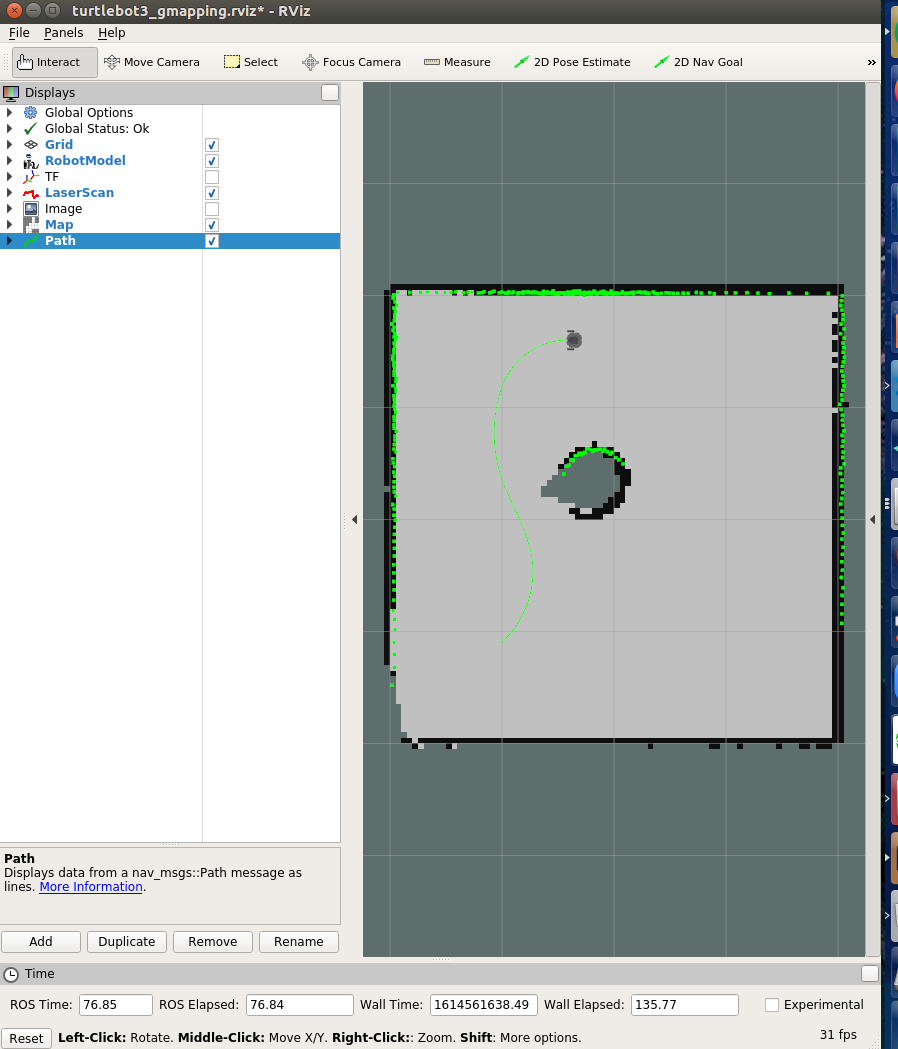 turtlebot3_gmapping.rviz* - RViz
File Panels Help
Interact Move Camera Select Focus Camera Measure 2D Pose Estimate 2D Nav Goal »
Displays
Global Options
Global Status: Ok
Grid
RobotModel
TF
LaserScan
Image
Map
Path
Path
Displays data from a nav_msgs::Path message as
lines. More Information.
Add Duplicate Remove Rename
Time
ROS Time: 76.85 ROS Elapsed: 76.84 Wall Time: 1614561638.49 Wall Elapsed: 135.77 Experimental
Reset Left-Click: Rotate. Middle-Click: Move X/Y. Right-Click:: Zoom. Shift: More options. 31 fps